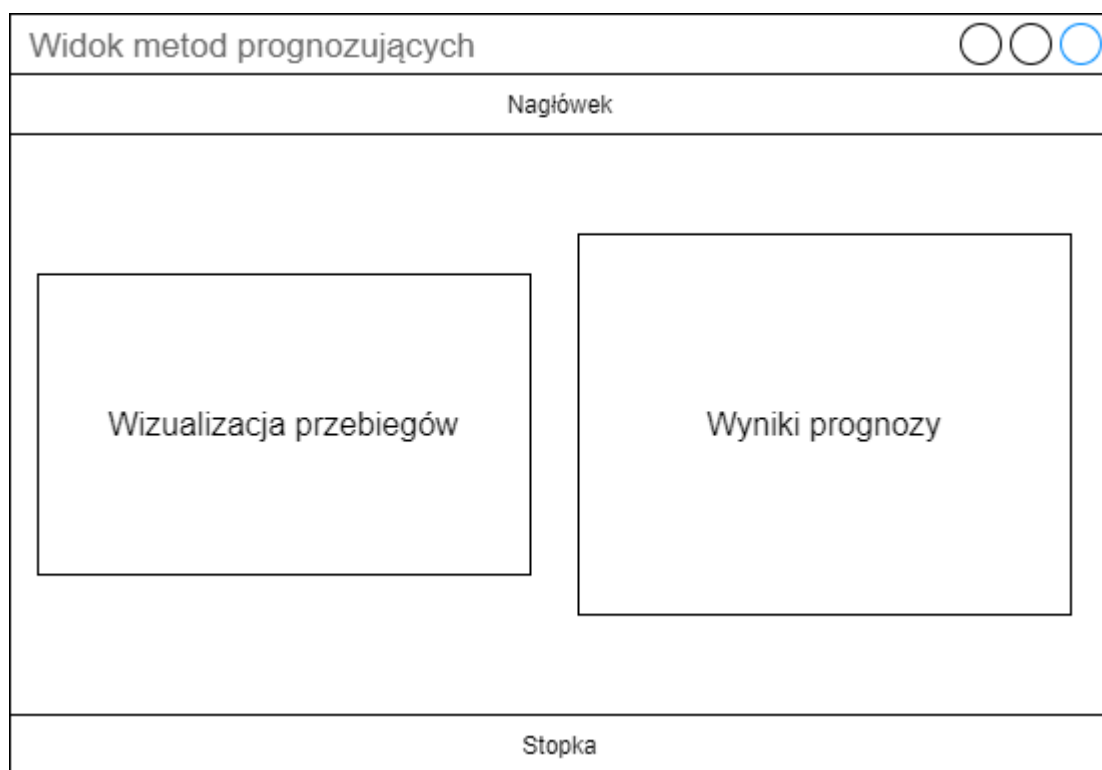 Widok metod prognozujących
Nagłówek
Wizualizacja przebiegów
Wyniki prognozy
Stopka